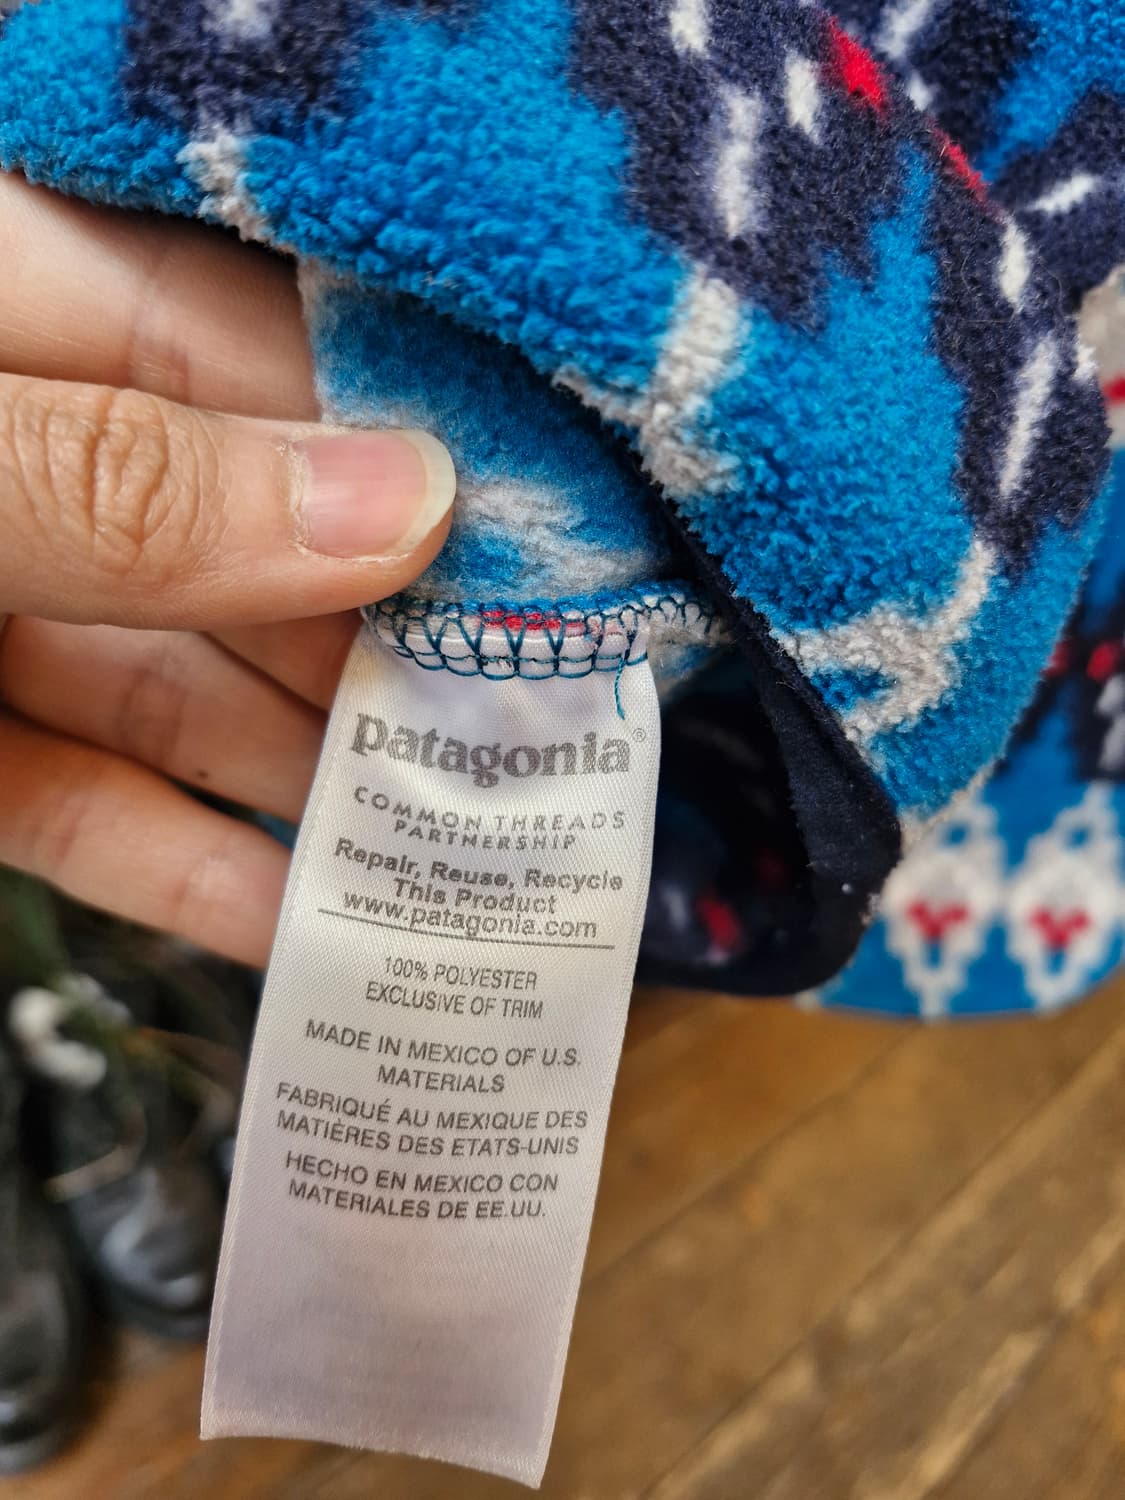 patagonia®
COMMON THREADS
PARTNERSHIP
Repair, Reuse, Recycle
This Product
www.patagonia.com
100% POLYESTER
EXCLUSIVE OF TRIM
MADE IN MEXICO OF U.S.
MATERIALS
FABRIQUÉ AU MEXIQUE DES
MATIÈRES DES ETATS-UNIS
HECHO EN MEXICO CON
MATERIALES DE EE.UU.